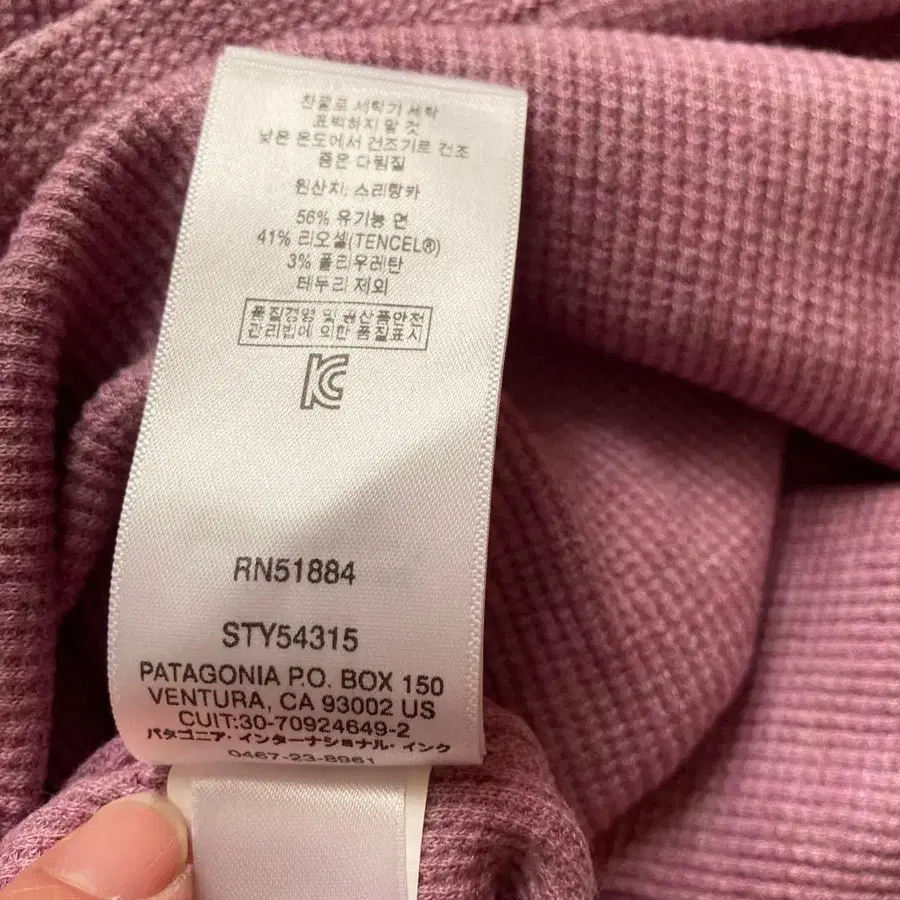 찬물로 세탁기 세탁
표백하지 말 것
낮은 온도에서 건조기로 건조
줌은 다림질
원산지: 스리랑카
56% 유기농 면
41% 리오셀(TENCEL®)
3% 폴리우레탄
테두리 제외
품질경영 및 공산품안전
관리법에 의한 품질표시
KC
RN51884
STY54315
PATAGONIA P.O. BOX 150
VENTURA, CA 93002 US
CUIT:30-70924649-2
パタゴニア・インターナショナル・インク
0467-23-8961